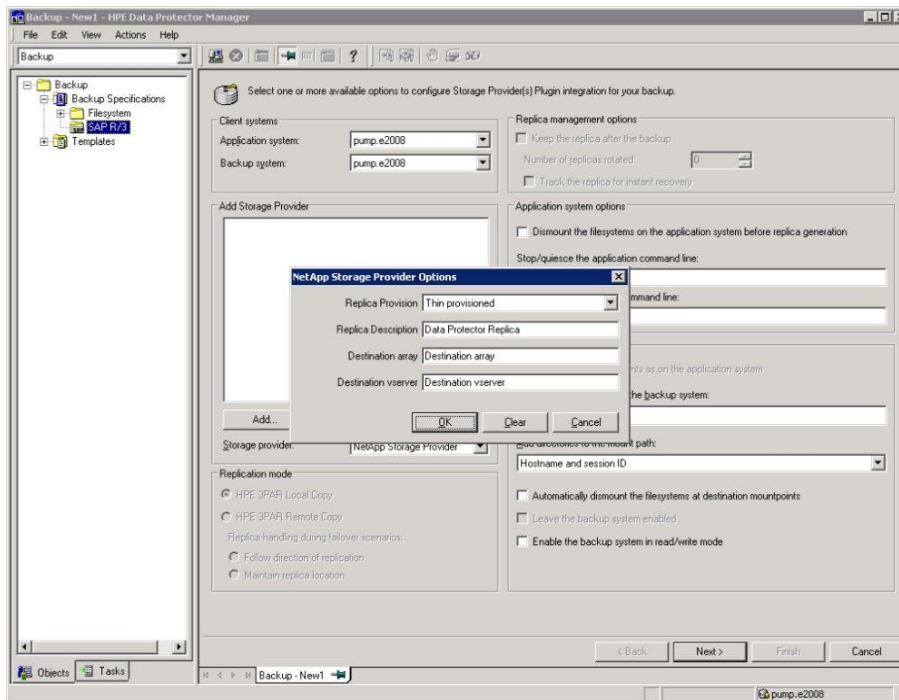 Backup - New1 - HPE Data Protector Manager
File Edit View Actions Help
Backup
Backup
Backup Specifications
Filesystem
SAP R/3
Templates
Select one or more available options to configure Storage Provider(s) Plugin integration for your backup.
Client systems
Application system: pump.e2008
Backup system: pump.e2008
Replica management options
Keep the replica after the backup
Number of replicas rotated: 0
Track the replica for instant recovery
Add Storage Provider
Application system options
Dismount the filesystems on the application system before replica generation
Stop/quiesce the application command line:
mmand line:
NetApp Storage Provider Options
Replica Provision Thin provisioned
Replica Description Data Protector Replica
Destination array Destination array
Destination vserver Destination vserver
OK Clear Cancel
nts as on the application system
he backup system:
Add...
Storage provider: NetApp Storage Provider
Add directories to the mount path:
Hostname and session ID
Replication mode
HPE 3PAR Local Copy
HPE 3PAR Remote Copy
Replica handling during failover scenarios:
Follow direction of replication
Maintain replica location
Automatically dismount the filesystems at destination mountpoints
Leave the backup system enabled
Enable the backup system in read/write mode
< Back Next > Finish Cancel
Objects Tasks
Backup - New1
pump.e2008